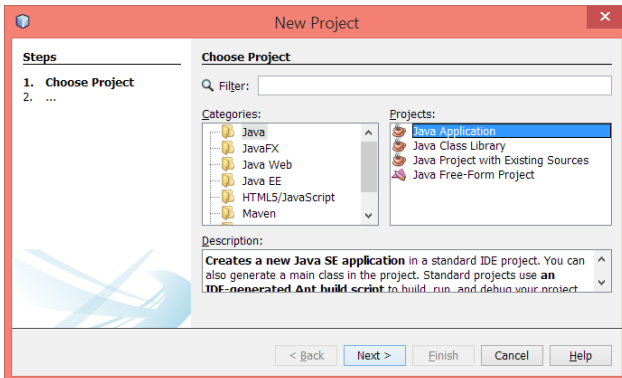 New Project
Steps
1. Choose Project
2. ...
Choose Project
Filter:
Categories:
Java
JavaFX
Java Web
Java EE
HTML5/JavaScript
Maven
Projects:
Java Application
Java Class Library
Java Project with Existing Sources
Java Free-Form Project
Description:
Creates a new Java SE application in a standard IDE project. You can
also generate a main class in the project. Standard projects use an
IDE-generated Ant build script to build, run, and debug your project.
< Back
Next >
Finish
Cancel
Help